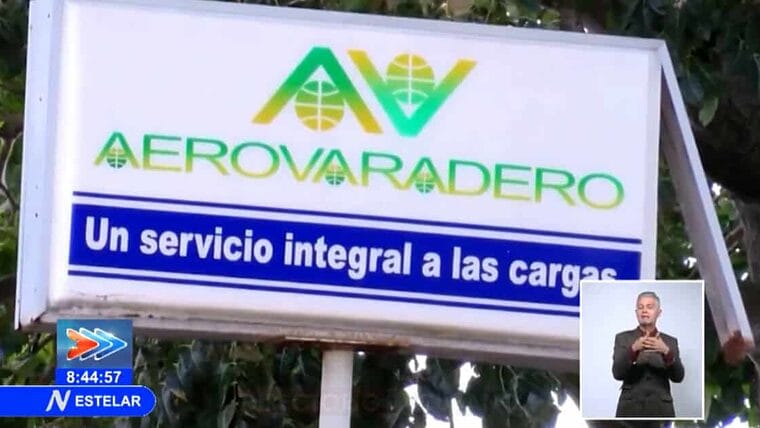 AV
AEROVARADERO
Un servicio integral a las cargas
8:44:57
N ESTELAR